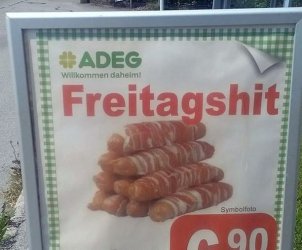 ADEG
Willkommen daheim!
Freitagshit
Symbolfoto
6.90